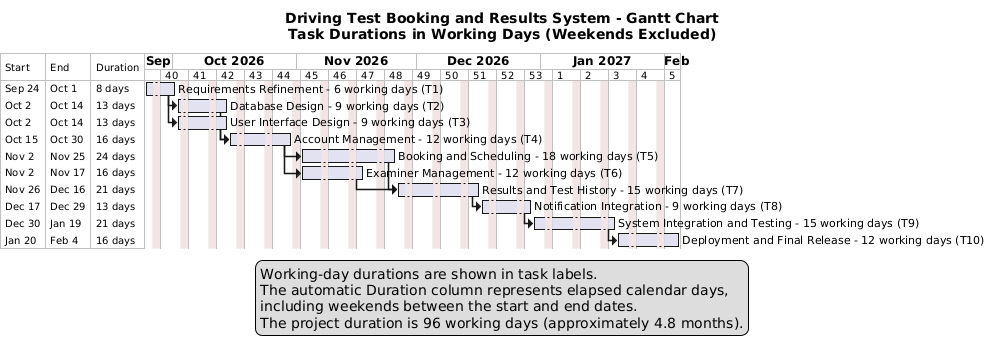 Driving Test Booking and Results System - Gantt Chart
Task Durations in Working Days (Weekends Excluded)
Sep Oct 2026 Nov 2026 Dec 2026 Jan 2027 Feb
Start End Duration 40 41 42 43 44 45 46 47 48 49 50 51 52 53 1 2 3 4 5
Sep 24 Oct 1 8 days Requirements Refinement - 6 working days (T1)
Oct 2 Oct 14 13 days Database Design - 9 working days (T2)
Oct 2 Oct 14 13 days User Interface Design - 9 working days (T3)
Oct 15 Oct 30 16 days Account Management - 12 working days (T4)
Nov 2 Nov 25 24 days Booking and Scheduling - 18 working days (T5)
Nov 2 Nov 17 16 days Examiner Management - 12 working days (T6)
Nov 26 Dec 16 21 days Results and Test History - 15 working days (T7)
Dec 17 Dec 29 13 days Notification Integration - 9 working days (T8)
Dec 30 Jan 19 21 days System Integration and Testing - 15 working days (T9)
Jan 20 Feb 4 16 days Deployment and Final Release - 12 working days (T10)
Working-day durations are shown in task labels.
The automatic Duration column represents elapsed calendar days,
including weekends between the start and end dates.
The project duration is 96 working days (approximately 4.8 months).